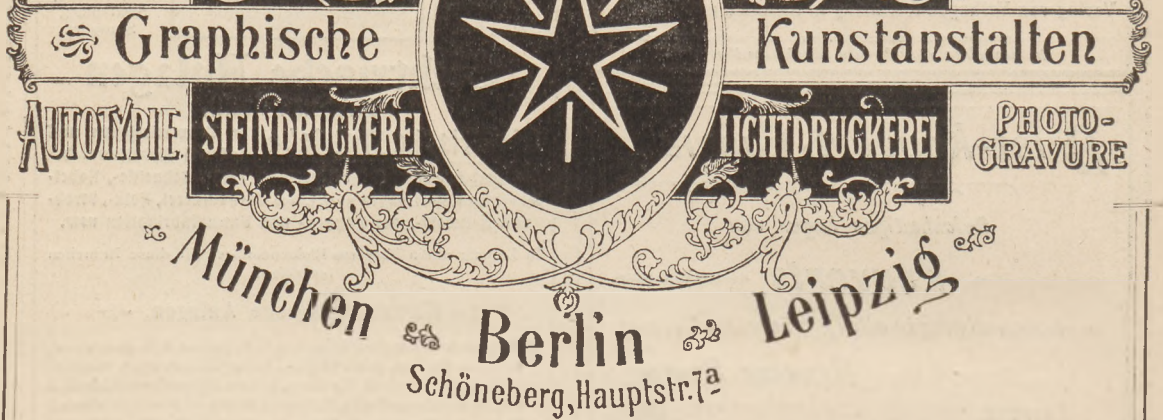 Graphische Kunstanstalten
AUTOTYPIE. STEINDRUCKEREI LICHTDRUCKEREI PHOTO-
GRAVURE
München Berlin Leipzig
Schöneberg, Hauptstr. 7a